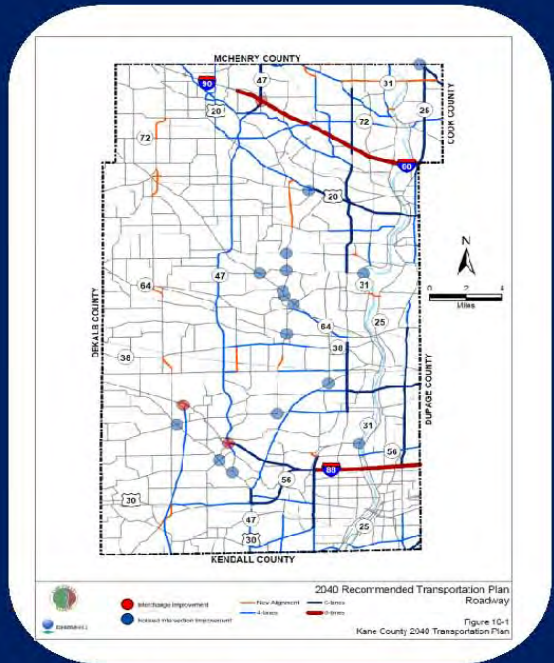 MCHENRY COUNTY
47
31
90
20
25
COOK COUNTY
72
72
90
20
N
47
31
0 2 4
Miles
64
DEKALB COUNTY
25
64
38
38
DUPAGE COUNTY
31
56
88
56
30
47
25
30
KENDALL COUNTY
2040 Recommended Transportation Plan
Roadway
Interchange Improvement
New Alignment
6-lanes
4-lanes
8-lanes
Figure 10-1
Kane County 2040 Transportation Plan